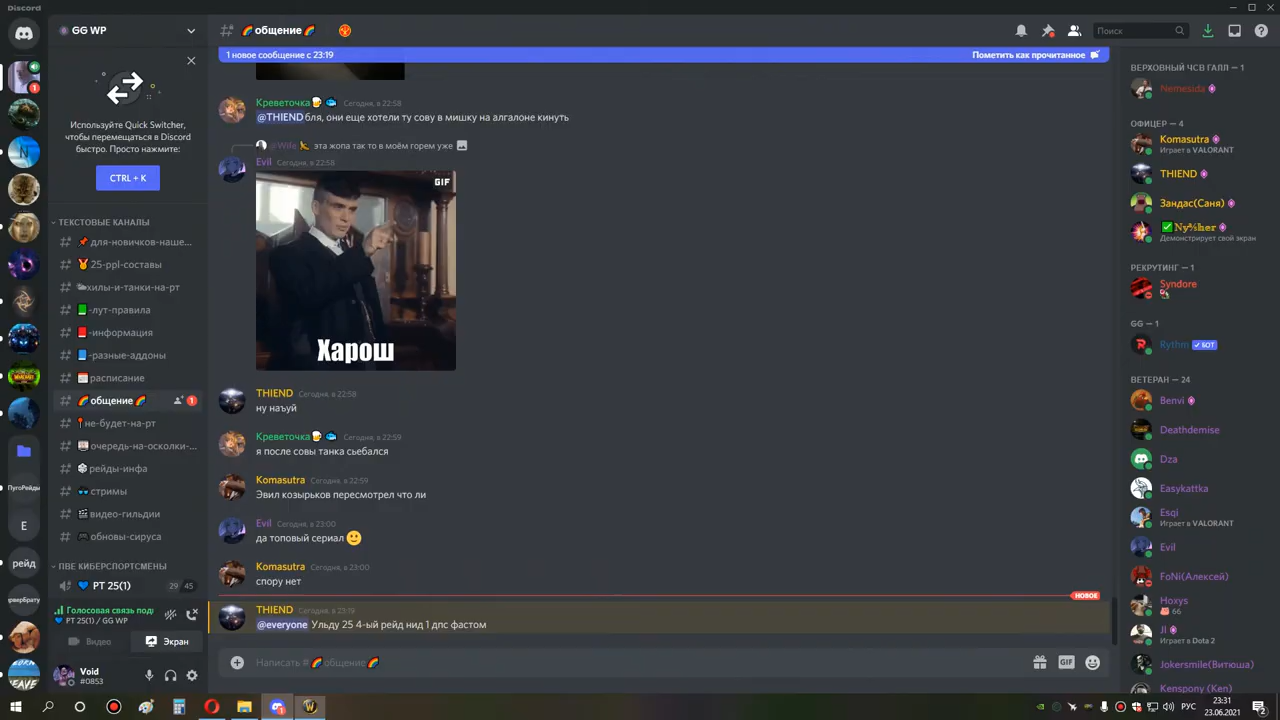 Discord
GG WP
общение
Поиск
1 новое сообщение с 23:19
Пометить как прочитанное
Используйте Quick Switcher,
чтобы перемещаться в Discord
быстро. Просто нажмите:
CTRL + K
ТЕКСТОВЫЕ КАНАЛЫ
для-новичков-наше...
25-ppl-составы
хилы-и-танки-на-рт
-лут-правила
-информация
-разные-аддоны
расписание
общение
1
не-будет-на-рт
очередь-на-осколки-...
рейды-инфа
стримы
видео-гильдии
обновы-сируса
ПВЕ КИБЕРСПОРТСМЕНЫ
РТ 25(1)
29 45
Голосовая связь под
РТ 25(1) / GG WP
Видео
Экран
Void
#0853
1
ПугоРейды
E
рейд
Креветочка Сегодня, в 22:58
@THIEND бля, они еще хотели ту сову в мишку на алгалоне кинуть
@Wife эта жопа так то в моём горем уже
Evil Сегодня, в 22:58
GIF
Хaрош
THIEND Сегодня, в 22:58
ну наъуй
Креветочка Сегодня, в 22:59
я после совы танка сьебался
Komasutra Сегодня, в 22:59
Эвил козырьков пересмотрел что ли
Evil Сегодня, в 23:00
да топовый сериал
Komasutra Сегодня, в 23:00
спору нет
НОВОЕ
THIEND Сегодня, в 23:19
@everyone Ульду 25 4-ый рейд нид 1 дпс фастом
Написать # общение
GIF
ВЕРХОВНЫЙ ЧСВ ГАЛЛ — 1
Nemesida
ОФИЦЕР — 4
Komasutra
Играет в VALORANT
THIEND
Зандас(Саня)
Демонстрирует свой экран
РЕКРУТИНГ — 1
Syndore
GG — 1
Rythm БОТ
ВЕТЕРАН — 24
Benvi
Deathdemise
Dza
Easykattka
Esqi
Играет в VALORANT
Evil
FoNi(Алексей)
Hoxys
66
Jl
Играет в Dota 2
Jokersmile(Витюша)
Kenspony (Ken)
РУС
23:31
23.06.2021
2